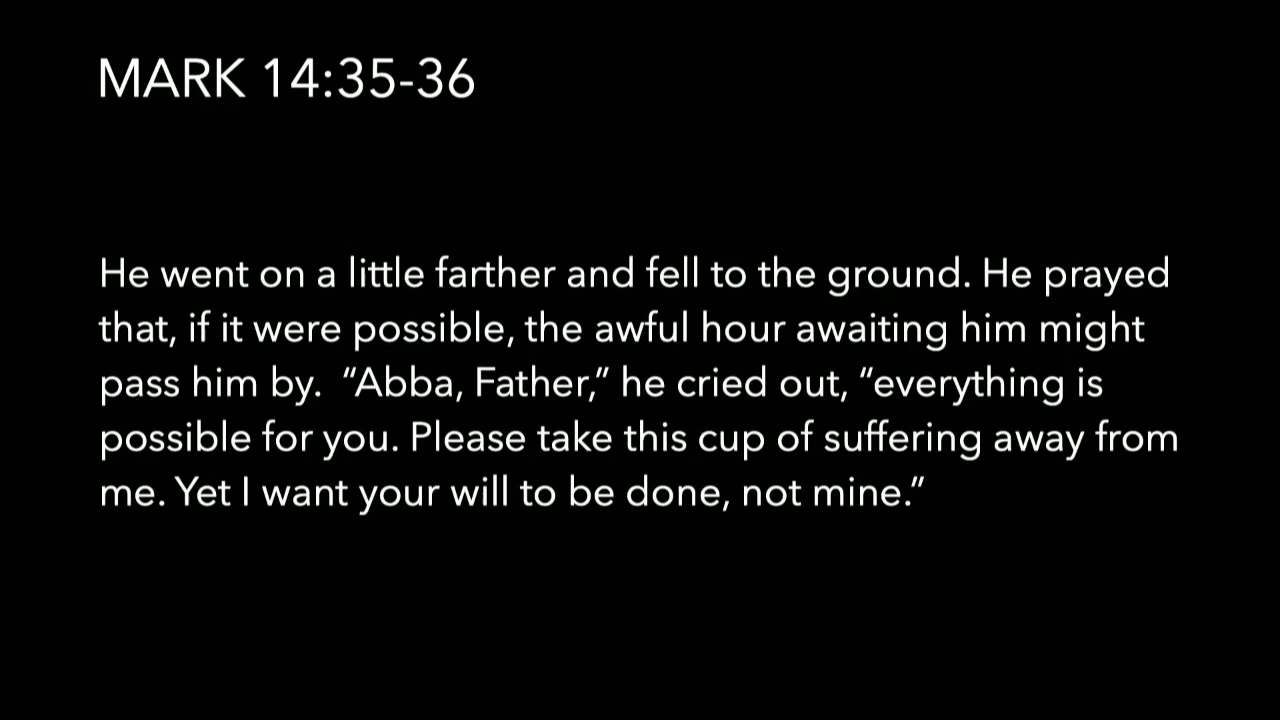 MARK 14:35-36
He went on a little farther and fell to the ground. He prayed
that, if it were possible, the awful hour awaiting him might
pass him by.  “Abba, Father,” he cried out, “everything is
possible for you. Please take this cup of suffering away from
me. Yet I want your will to be done, not mine.”